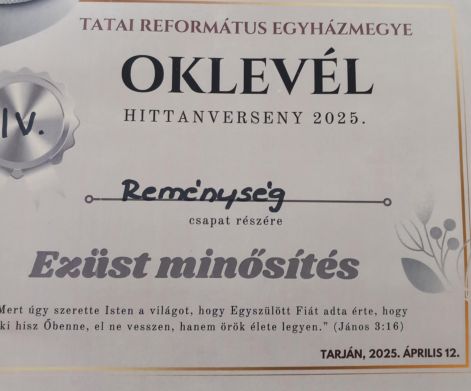 TATAI REFORMÁTUS EGYHÁZMEGYE
OKLEVÉL
HITTANVERSENY 2025.
IV.
Reménység
csapat részére
Ezüst minősítés
Mert úgy szerette Isten a világot, hogy Egyszülött Fiát adta érte, hogy
ki hisz Őbenne, el ne vesszen, hanem örök élete legyen.” (János 3:16)
TARJÁN, 2025. ÁPRILIS 12.